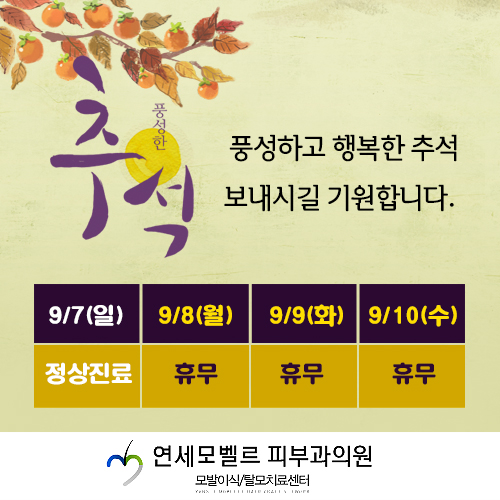 풍성한
추석
풍성하고 행복한 추석
보내시길 기원합니다.
9/7(일) 9/8(월) 9/9(화) 9/10(수)
정상진료 휴무 휴무 휴무
연세모벨르 피부과의원
모발이식/탈모치료센터